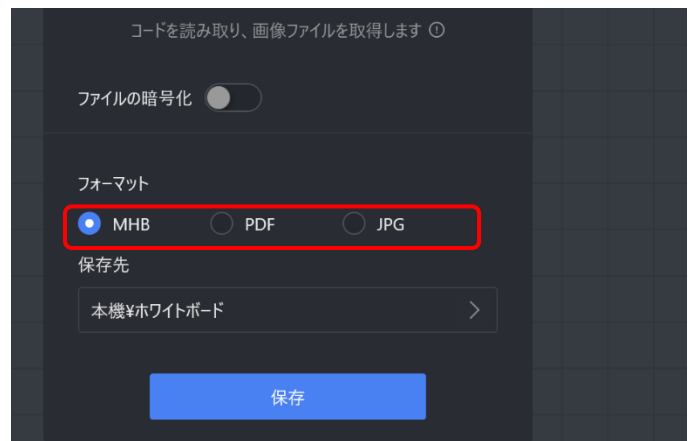 コードを読み取り、画像ファイルを取得します
ファイルの暗号化
フォーマット
MHB PDF JPG
保存先
本機¥ホワイトボード
保存